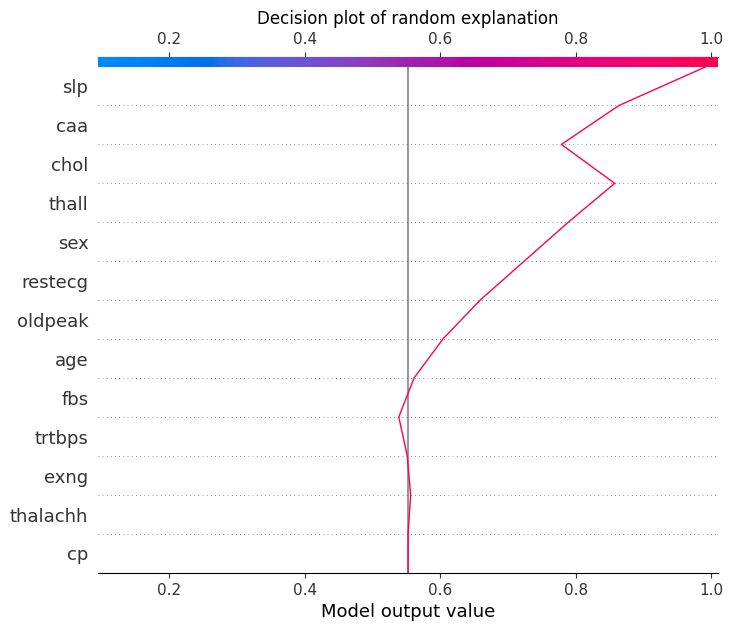 Decision plot of random explanation
0.2 0.4 0.6 0.8 1.0
slp
caa
chol
thall
sex
restecg
oldpeak
age
fbs
trtbps
exng
thalachh
cp
0.2 0.4 0.6 0.8 1.0
Model output value